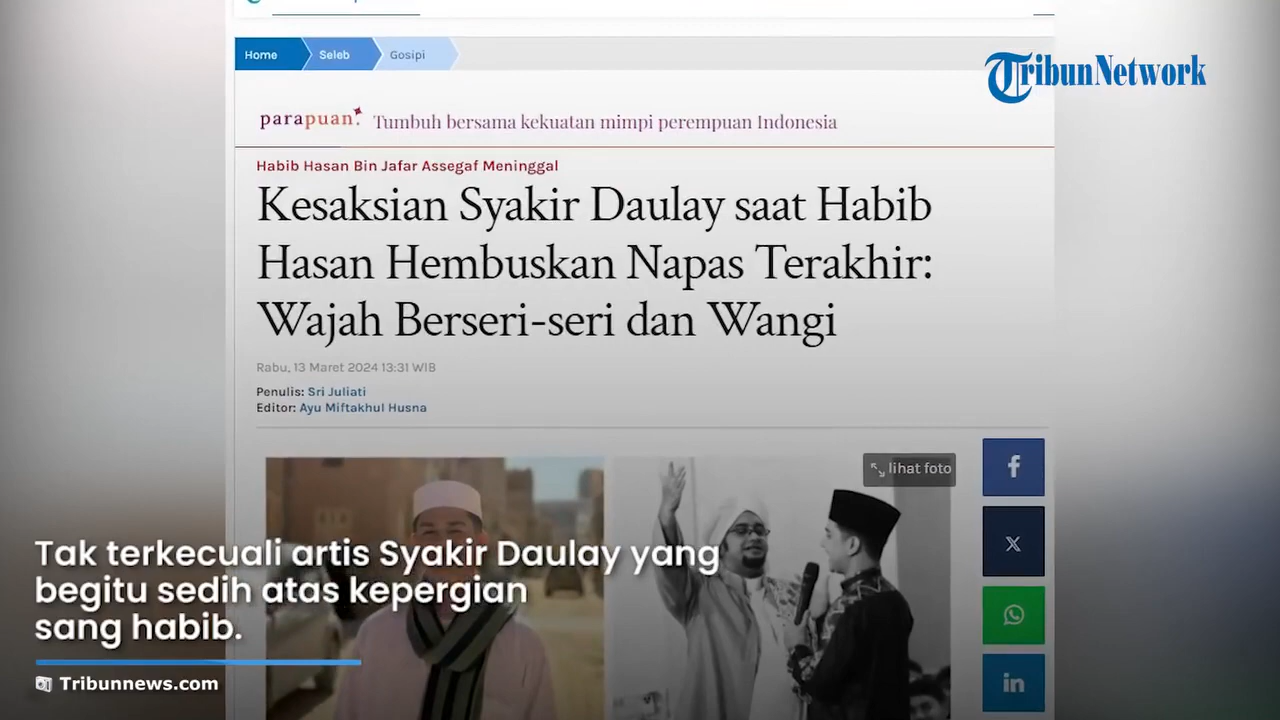 Home
Seleb
Gosipi
TribunNetwork
parapuan.
Tumbuh bersama kekuatan mimpi perempuan Indonesia
Habib Hasan Bin Jafar Assegaf Meninggal
Kesaksian Syakir Daulay saat Habib
Hasan Hembuskan Napas Terakhir:
Wajah Berseri-seri dan Wangi
Rabu, 13 Maret 2024 13:31 WIB
Penulis: Sri Juliati
Editor: Ayu Miftakhul Husna
lihat foto
Tak terkecuali artis Syakir Daulay yang
begitu sedih atas kepergian
sang habib.
Tribunnews.com